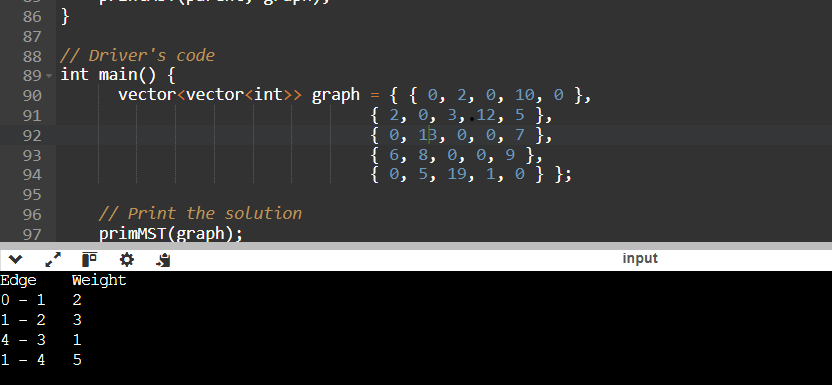 86 }
87
88 // Driver's code
89 int main() {
90 vector<vector<int>> graph = { { 0, 2, 0, 10, 0 },
91 { 2, 0, 3, 12, 5 },
92 { 0, 13, 0, 0, 7 },
93 { 6, 8, 0, 0, 9 },
94 { 0, 5, 19, 1, 0 } };
95
96 // Print the solution
97 primMST(graph);
input
Edge Weight
0 - 1 2
1 - 2 3
4 - 3 1
1 - 4 5